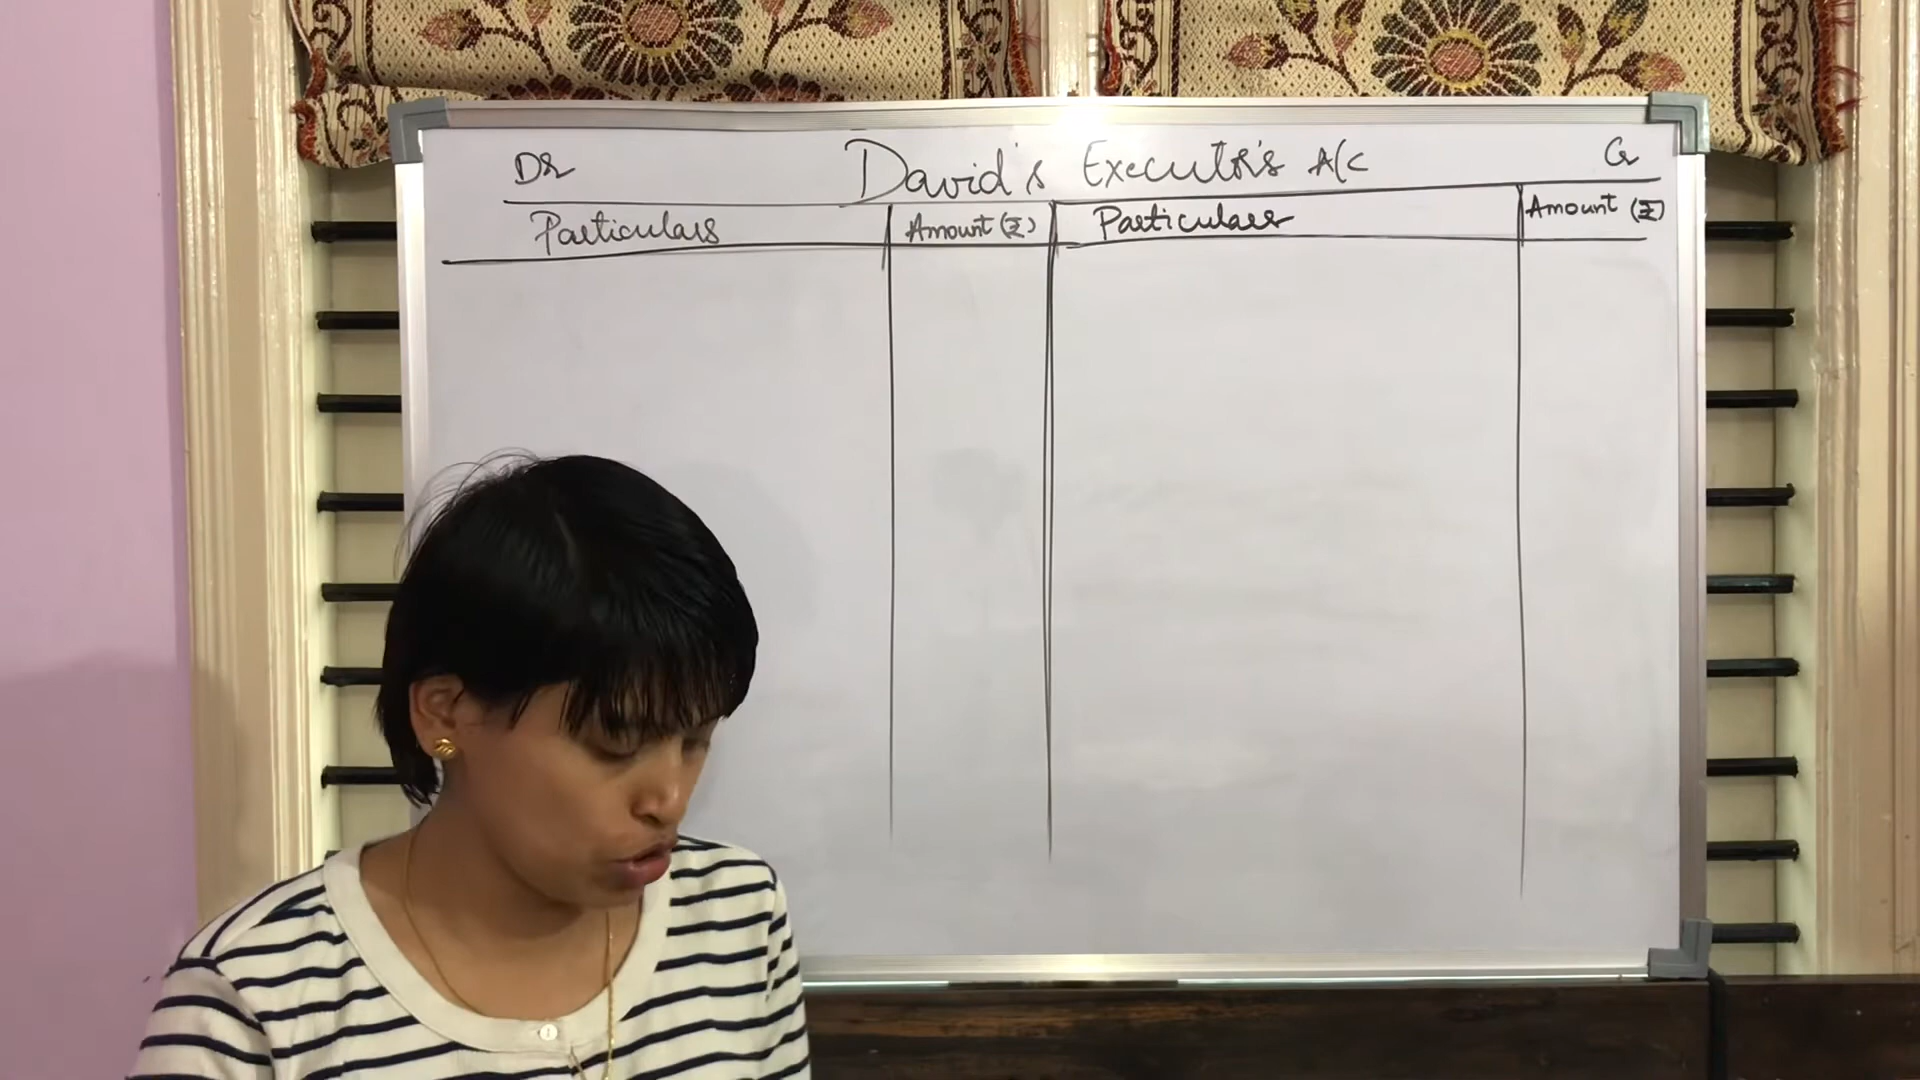 Dr David's Executor's A/C Cr
Particulars Amount (₹) Particulars Amount (₹)